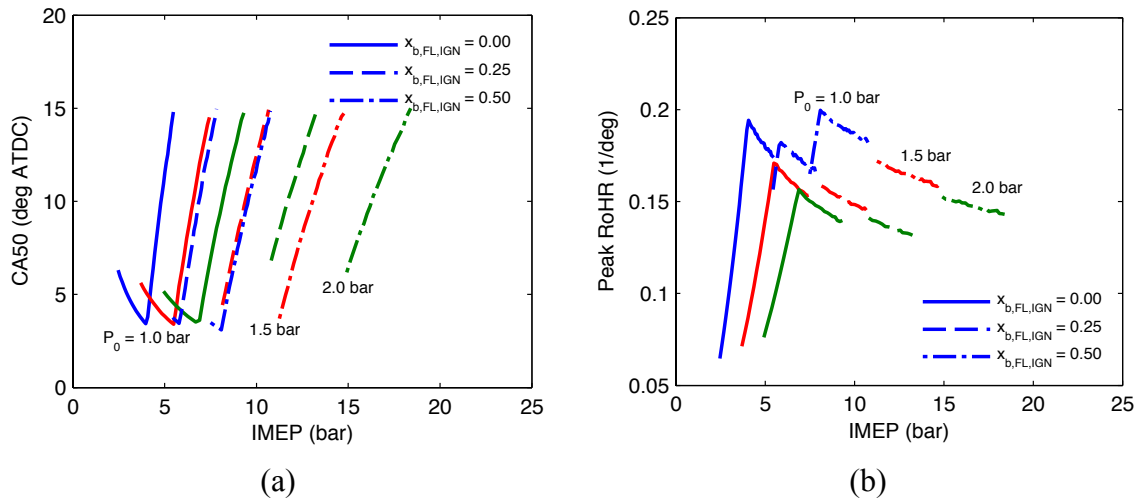 CA50 (deg ATDC)
20
15
10
5
0
x_b,FL,IGN = 0.00
x_b,FL,IGN = 0.25
x_b,FL,IGN = 0.50
2.0 bar
1.5 bar
P_0 = 1.0 bar
0 5 10 15 20 25
IMEP (bar)
(a)
Peak RoHR (1/deg)
0.25
0.2
0.15
0.1
0.05
P_0 = 1.0 bar
1.5 bar
2.0 bar
x_b,FL,IGN = 0.00
x_b,FL,IGN = 0.25
x_b,FL,IGN = 0.50
0 5 10 15 20 25
IMEP (bar)
(b)